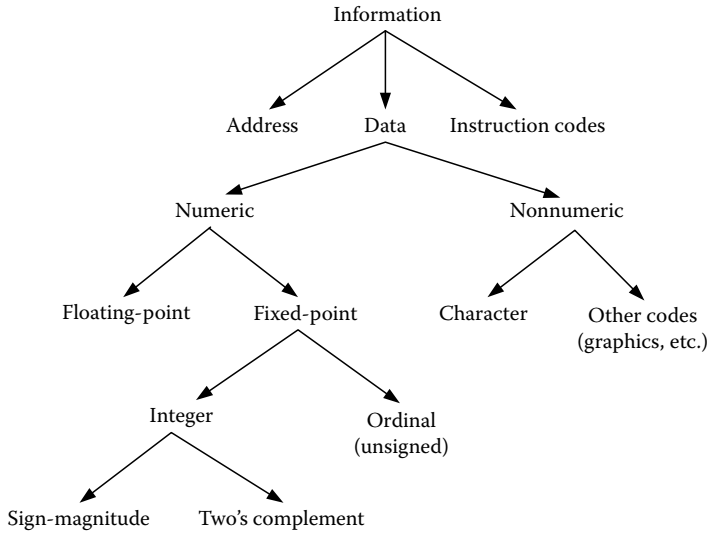 Information
Address
Data
Instruction codes
Numeric
Nonnumeric
Floating-point
Fixed-point
Character
Other codes
(graphics, etc.)
Integer
Ordinal
(unsigned)
Sign-magnitude
Two's complement